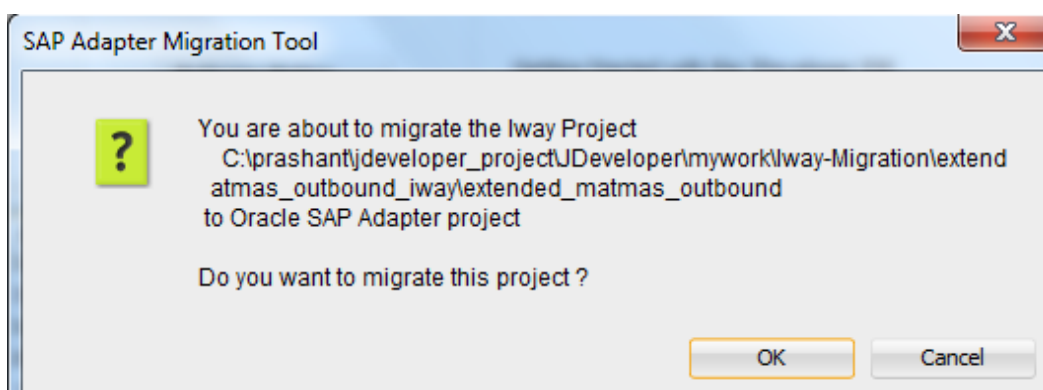 SAP Adapter Migration Tool
You are about to migrate the Iway Project
C:\prashant\jdeveloper_project\JDeveloper\mywork\Iway-Migration\extend
atmas_outbound_iway\extended_matmas_outbound
to Oracle SAP Adapter project
Do you want to migrate this project ?
OK Cancel